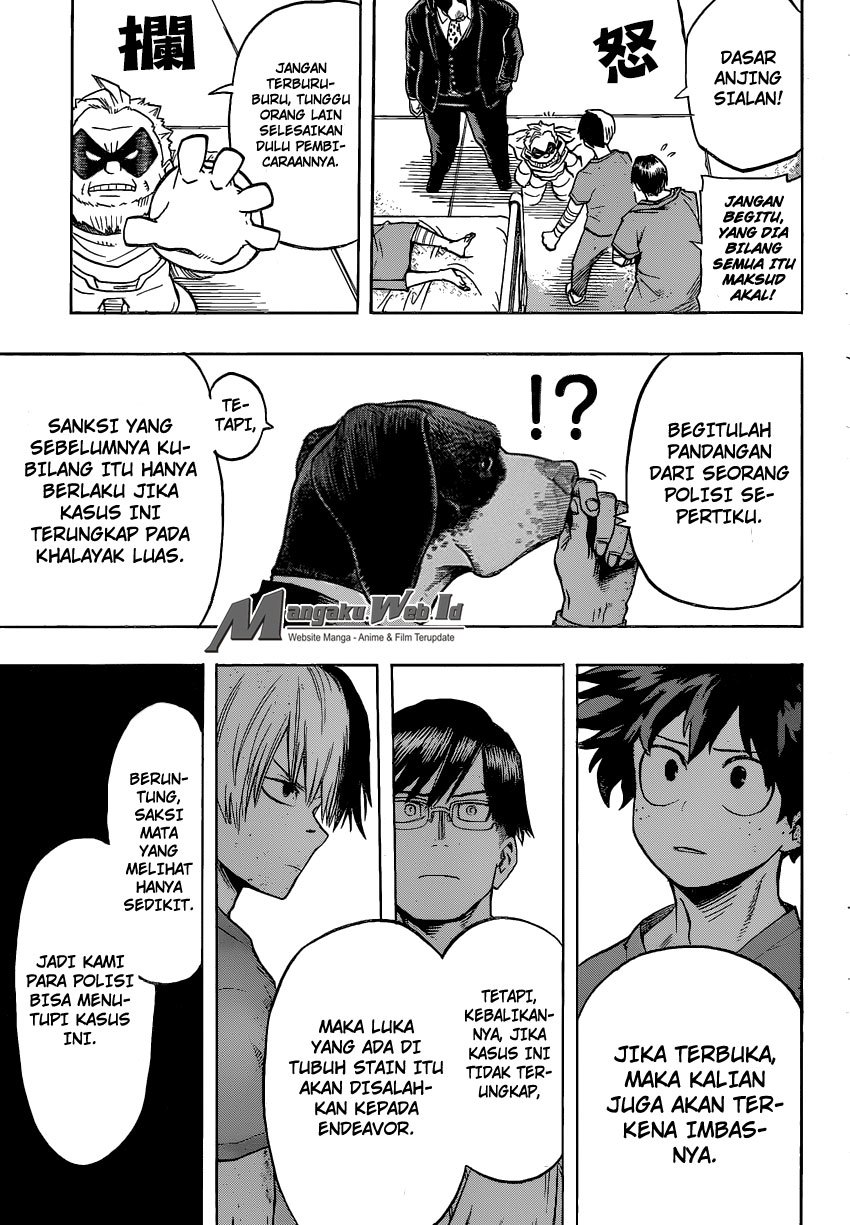 DASAR
ANJING
SIALAN!
怒
JANGAN
BEGITU,
YANG DIA
BILANG
SEMUA ITU
MAKSUD
AKAL!
JANGAN
TERBURU-
BURU, TUNGGU
ORANG LAIN
SELESAIKAN
DULU PEMBI-
CARAANNYA.
攔
BEGITULAH
PANDANGAN
DARI SEORANG
POLISI SE-
PERTIKU.
!?
TE-
TAPI,
SANKSI YANG
SEBELUMNYA KU-
BILANG ITU HANYA
BERLAKU JIKA
KASUS INI
TERUNGKAP PADA
KHALAYAK LUAS.
Mangaku.Web.Id
Website Manga - Anime & Film Terupdate
JIKA TERBUKA,
MAKA KALIAN
JUGA AKAN TER-
KENA IMBAS-
NYA.
TETAPI,
KEBALIKAN-
NYA, JIKA
KASUS INI
TIDAK TER-
UNGKAP,
MAKA LUKA
YANG ADA DI
TUBUH STAIN ITU
AKAN DISALAH-
KAN KEPADA
ENDEAVOR.
BERUN-
TUNG,
SAKSI
MATA
YANG
MELIHAT
HANYA
SEDIKIT.
JADI KAMI
PARA POLISI
BISA MENU-
TUPI KASUS
INI.